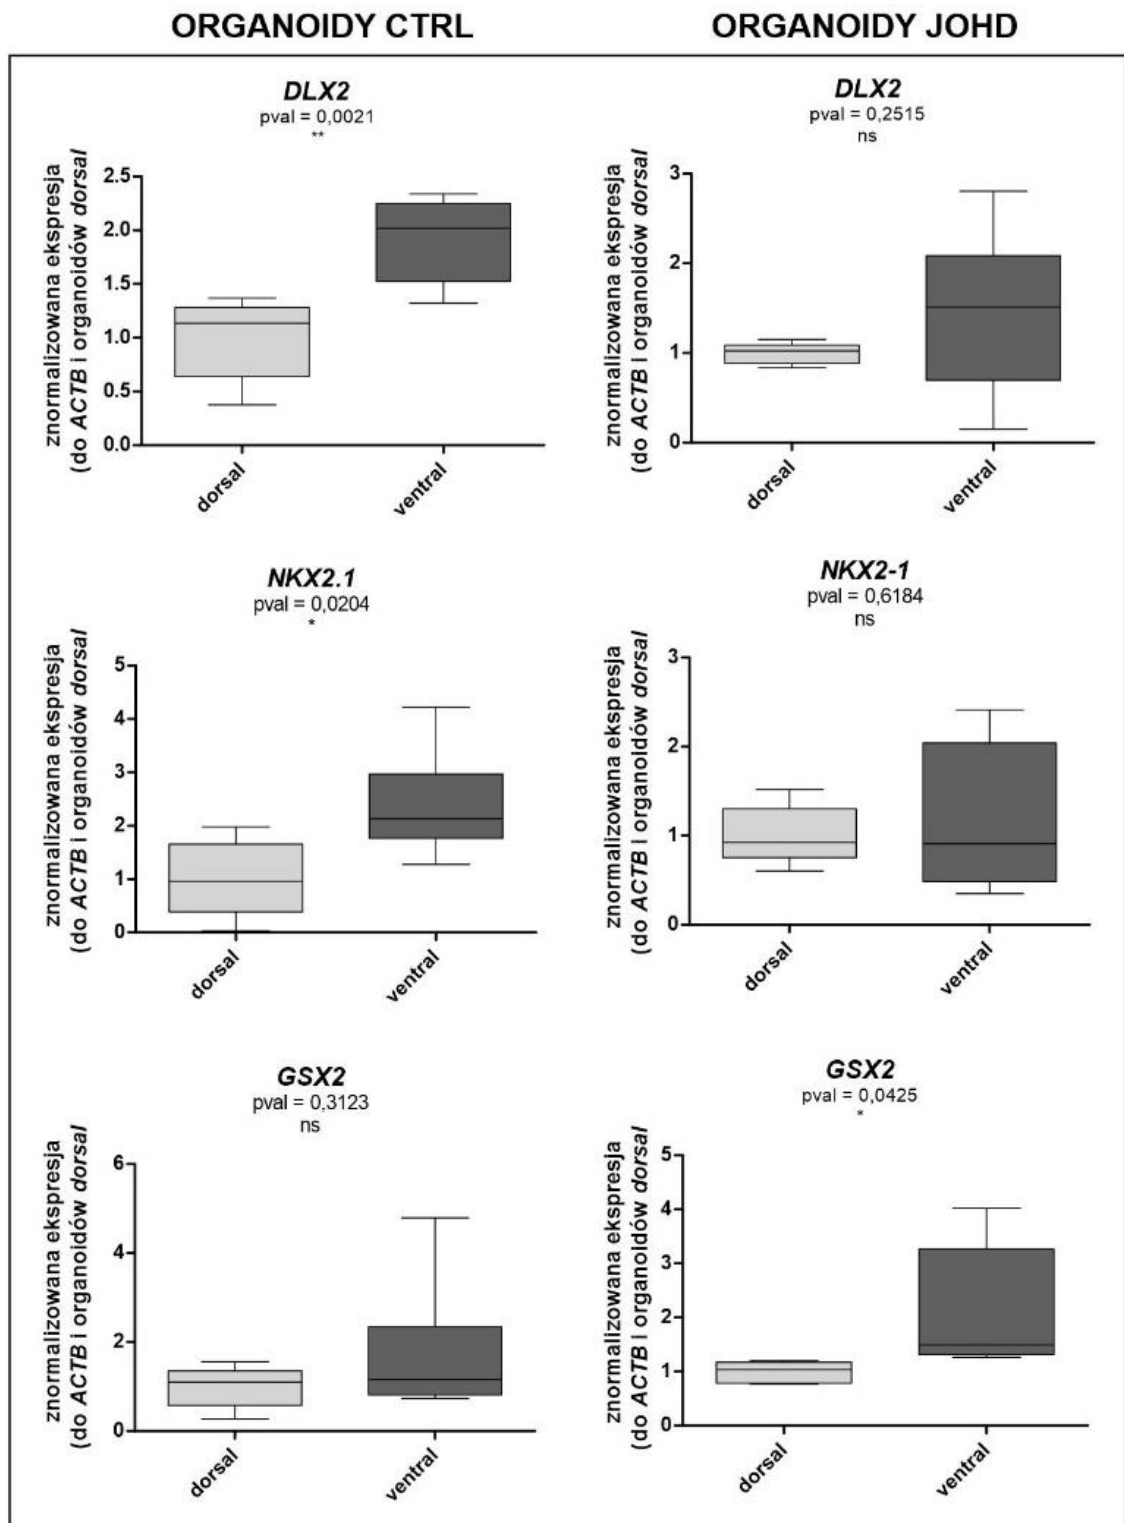 ORGANOIDY CTRL
ORGANOIDY JOHD
DLX2
pval = 0,0021
**
znormalizowana ekspresja
(do ACTB i organoidów dorsal)
2.5
2.0
1.5
1.0
0.5
0.0
dorsal
ventral
DLX2
pval = 0,2515
ns
znormalizowana ekspresja
(do ACTB i organoidów dorsal)
3
2
1
0
dorsal
ventral
NKX2.1
pval = 0,0204
*
znormalizowana ekspresja
(do ACTB i organoidów dorsal)
5
4
3
2
1
0
dorsal
ventral
NKX2-1
pval = 0,6184
ns
znormalizowana ekspresja
(do ACTB i organoidów dorsal)
3
2
1
0
dorsal
ventral
GSX2
pval = 0,3123
ns
znormalizowana ekspresja
(do ACTB i organoidów dorsal)
6
4
2
0
dorsal
ventral
GSX2
pval = 0,0425
*
znormalizowana ekspresja
(do ACTB i organoidów dorsal)
5
4
3
2
1
0
dorsal
ventral